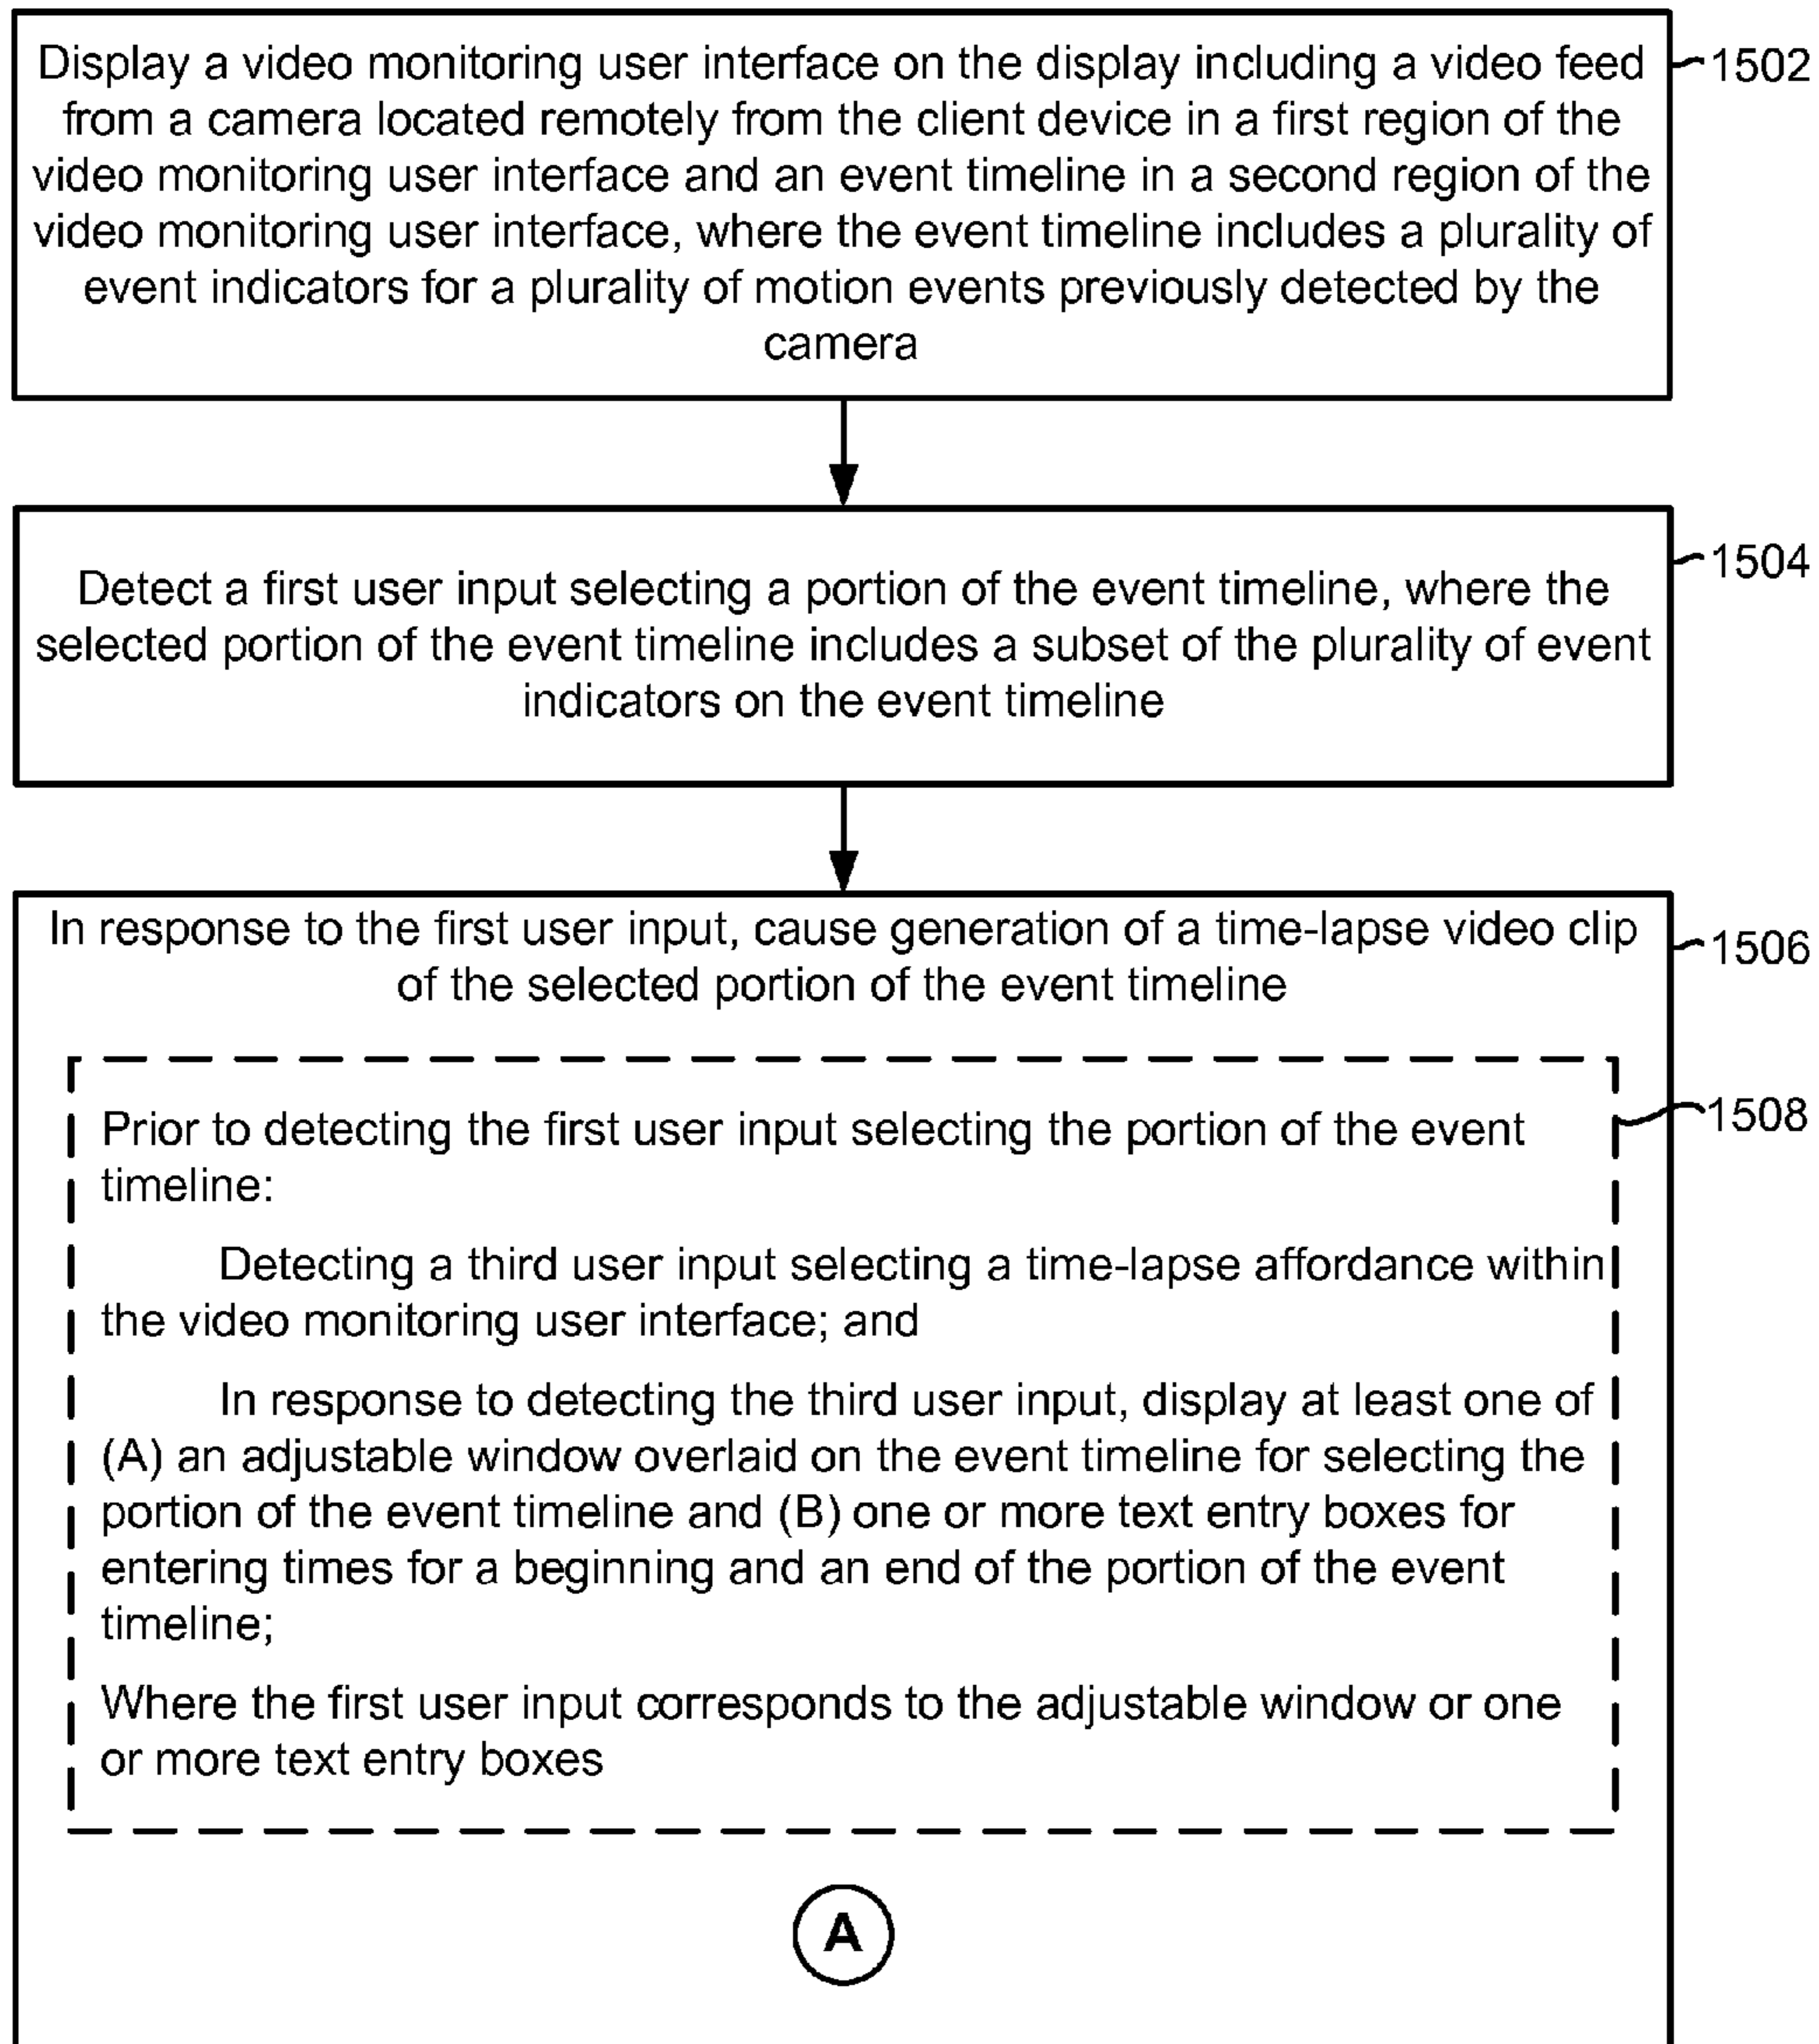 Display a video monitoring user interface on the display including a video feed
from a camera located remotely from the client device in a first region of the
video monitoring user interface and an event timeline in a second region of the
video monitoring user interface, where the event timeline includes a plurality of
event indicators for a plurality of motion events previously detected by the
camera
1502
Detect a first user input selecting a portion of the event timeline, where the
selected portion of the event timeline includes a subset of the plurality of event
indicators on the event timeline
1504
In response to the first user input, cause generation of a time-lapse video clip
of the selected portion of the event timeline
1506
Prior to detecting the first user input selecting the portion of the event
timeline:
Detecting a third user input selecting a time-lapse affordance within
the video monitoring user interface; and
In response to detecting the third user input, display at least one of
(A) an adjustable window overlaid on the event timeline for selecting the
portion of the event timeline and (B) one or more text entry boxes for
entering times for a beginning and an end of the portion of the event
timeline;
Where the first user input corresponds to the adjustable window or one
or more text entry boxes
1508
A